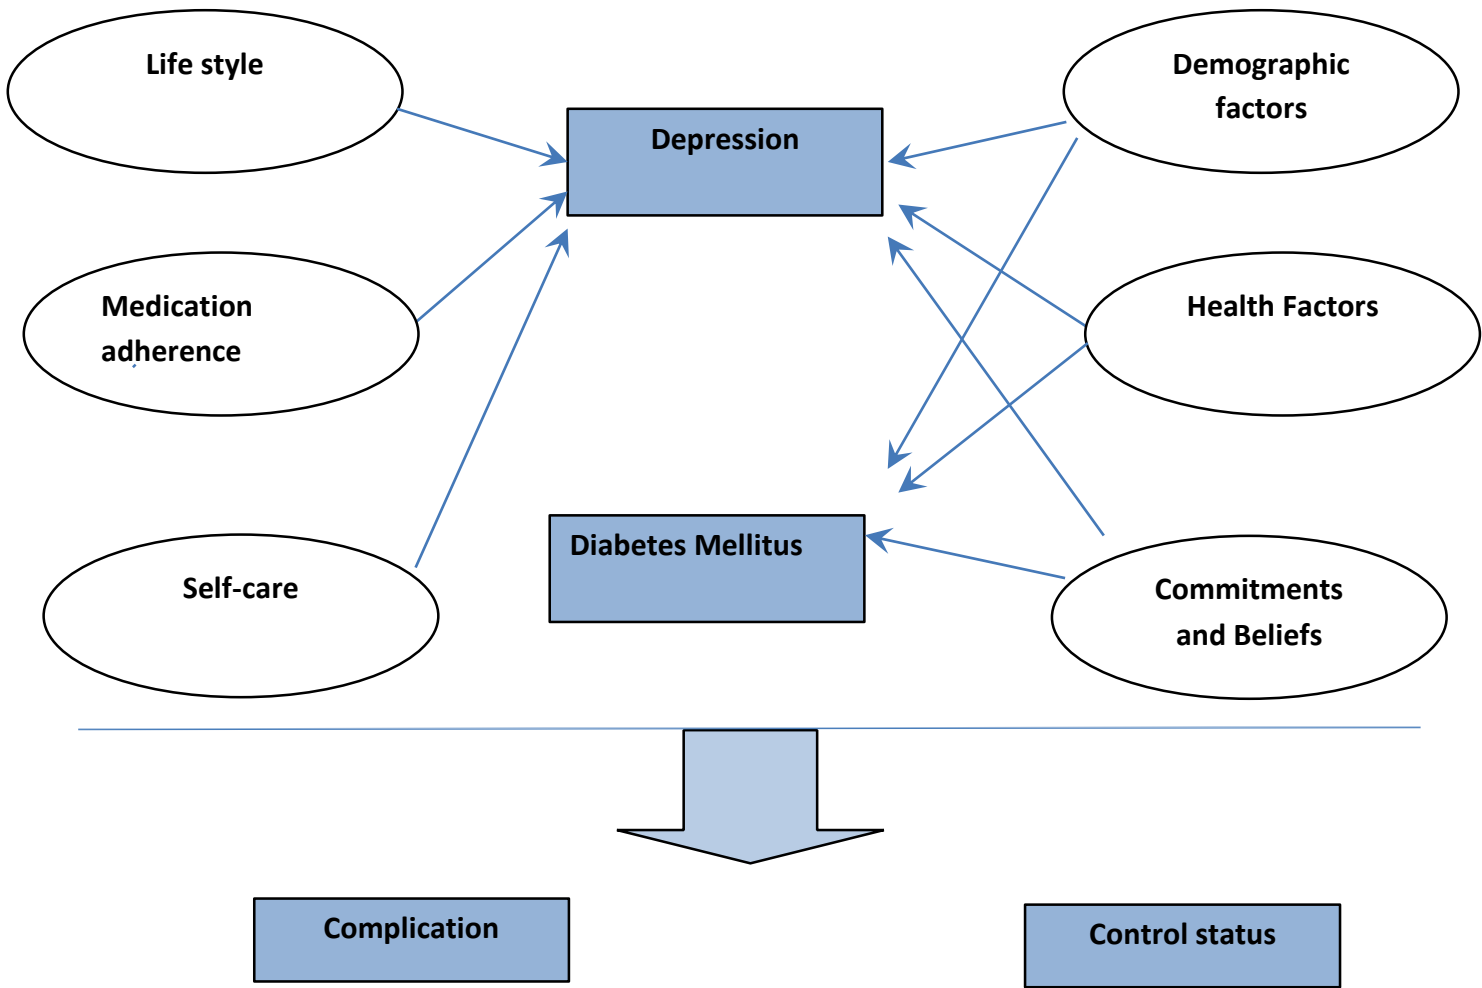 Life style
Demographic
factors
Depression
Medication
adherence
Health Factors
Diabetes Mellitus
Self-care
Commitments
and Beliefs
Complication
Control status